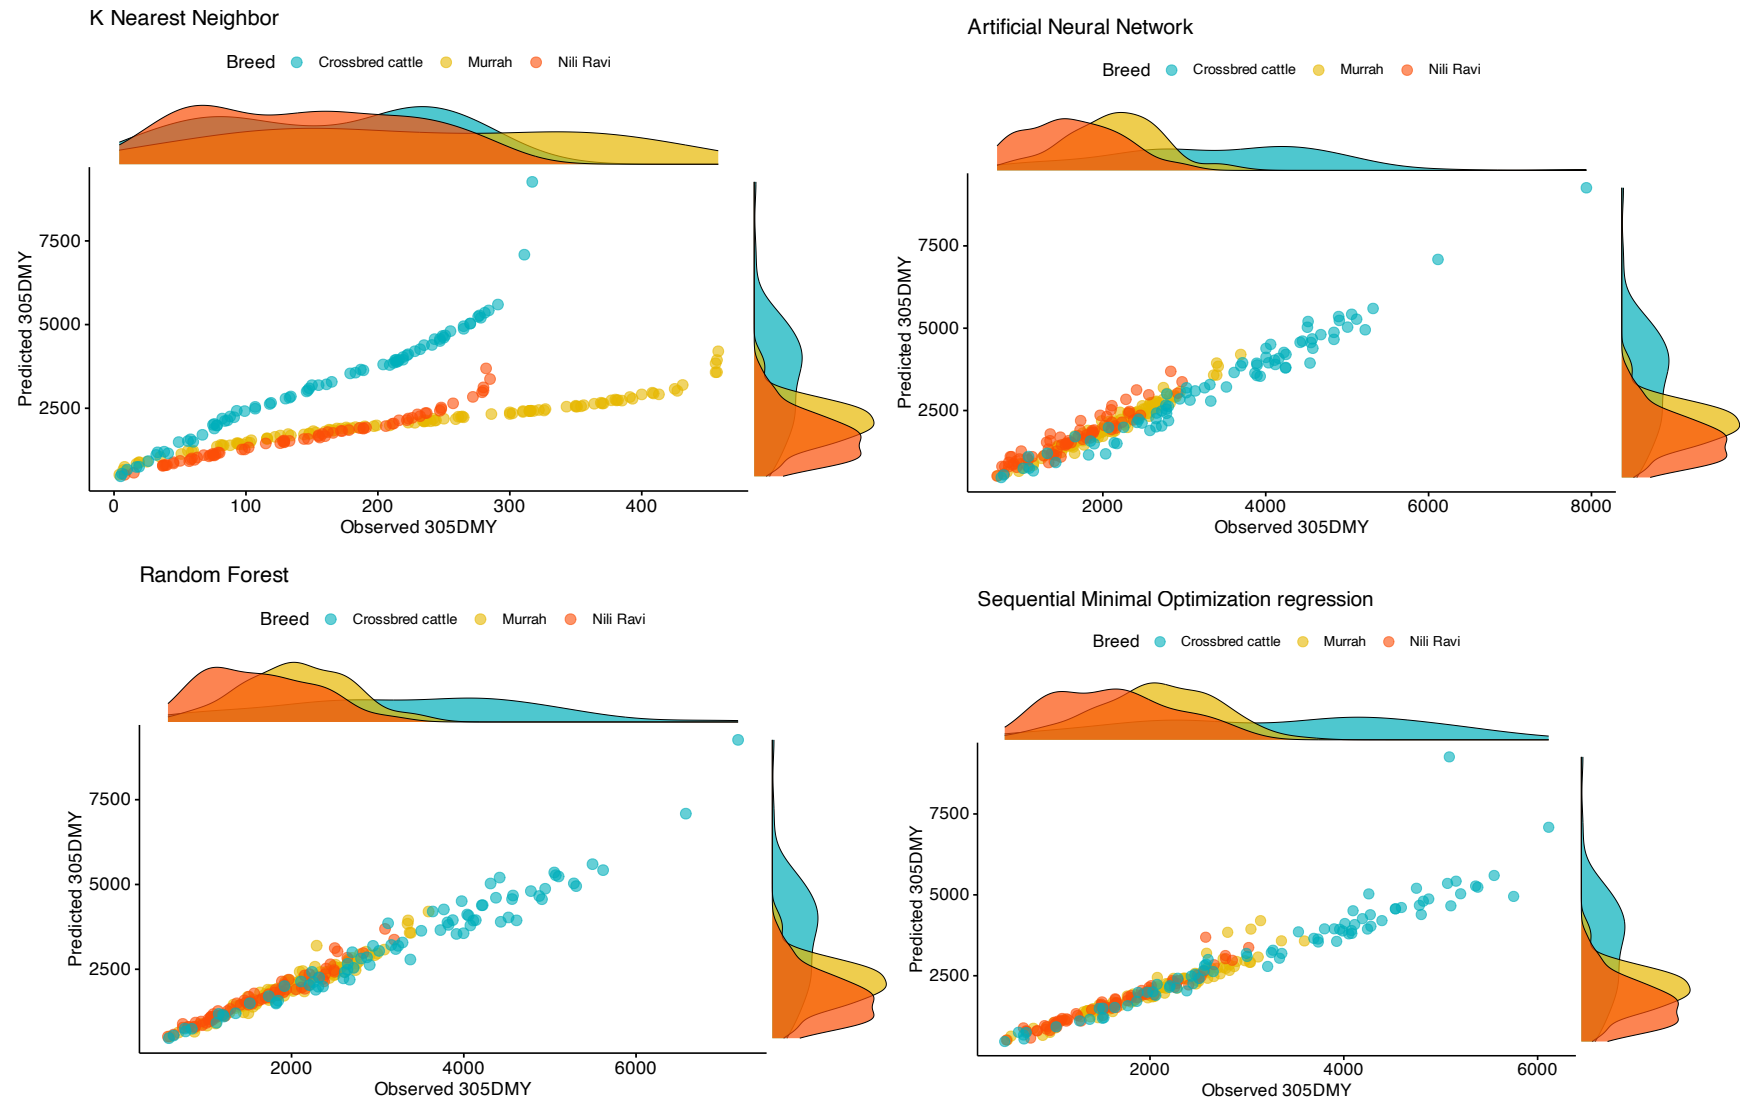 K Nearest Neighbor
Breed Crossbred cattle Murrah Nili Ravi
7500
5000
2500
Predicted 305DMY
0 100 200 300 400
Observed 305DMY
Artificial Neural Network
Breed Crossbred cattle Murrah Nili Ravi
7500
5000
2500
Predicted 305DMY
2000 4000 6000 8000
Observed 305DMY
Random Forest
Breed Crossbred cattle Murrah Nili Ravi
7500
5000
2500
Predicted 305DMY
2000 4000 6000
Observed 305DMY
Sequential Minimal Optimization regression
Breed Crossbred cattle Murrah Nili Ravi
7500
5000
2500
Predicted 305DMY
2000 4000 6000
Observed 305DMY